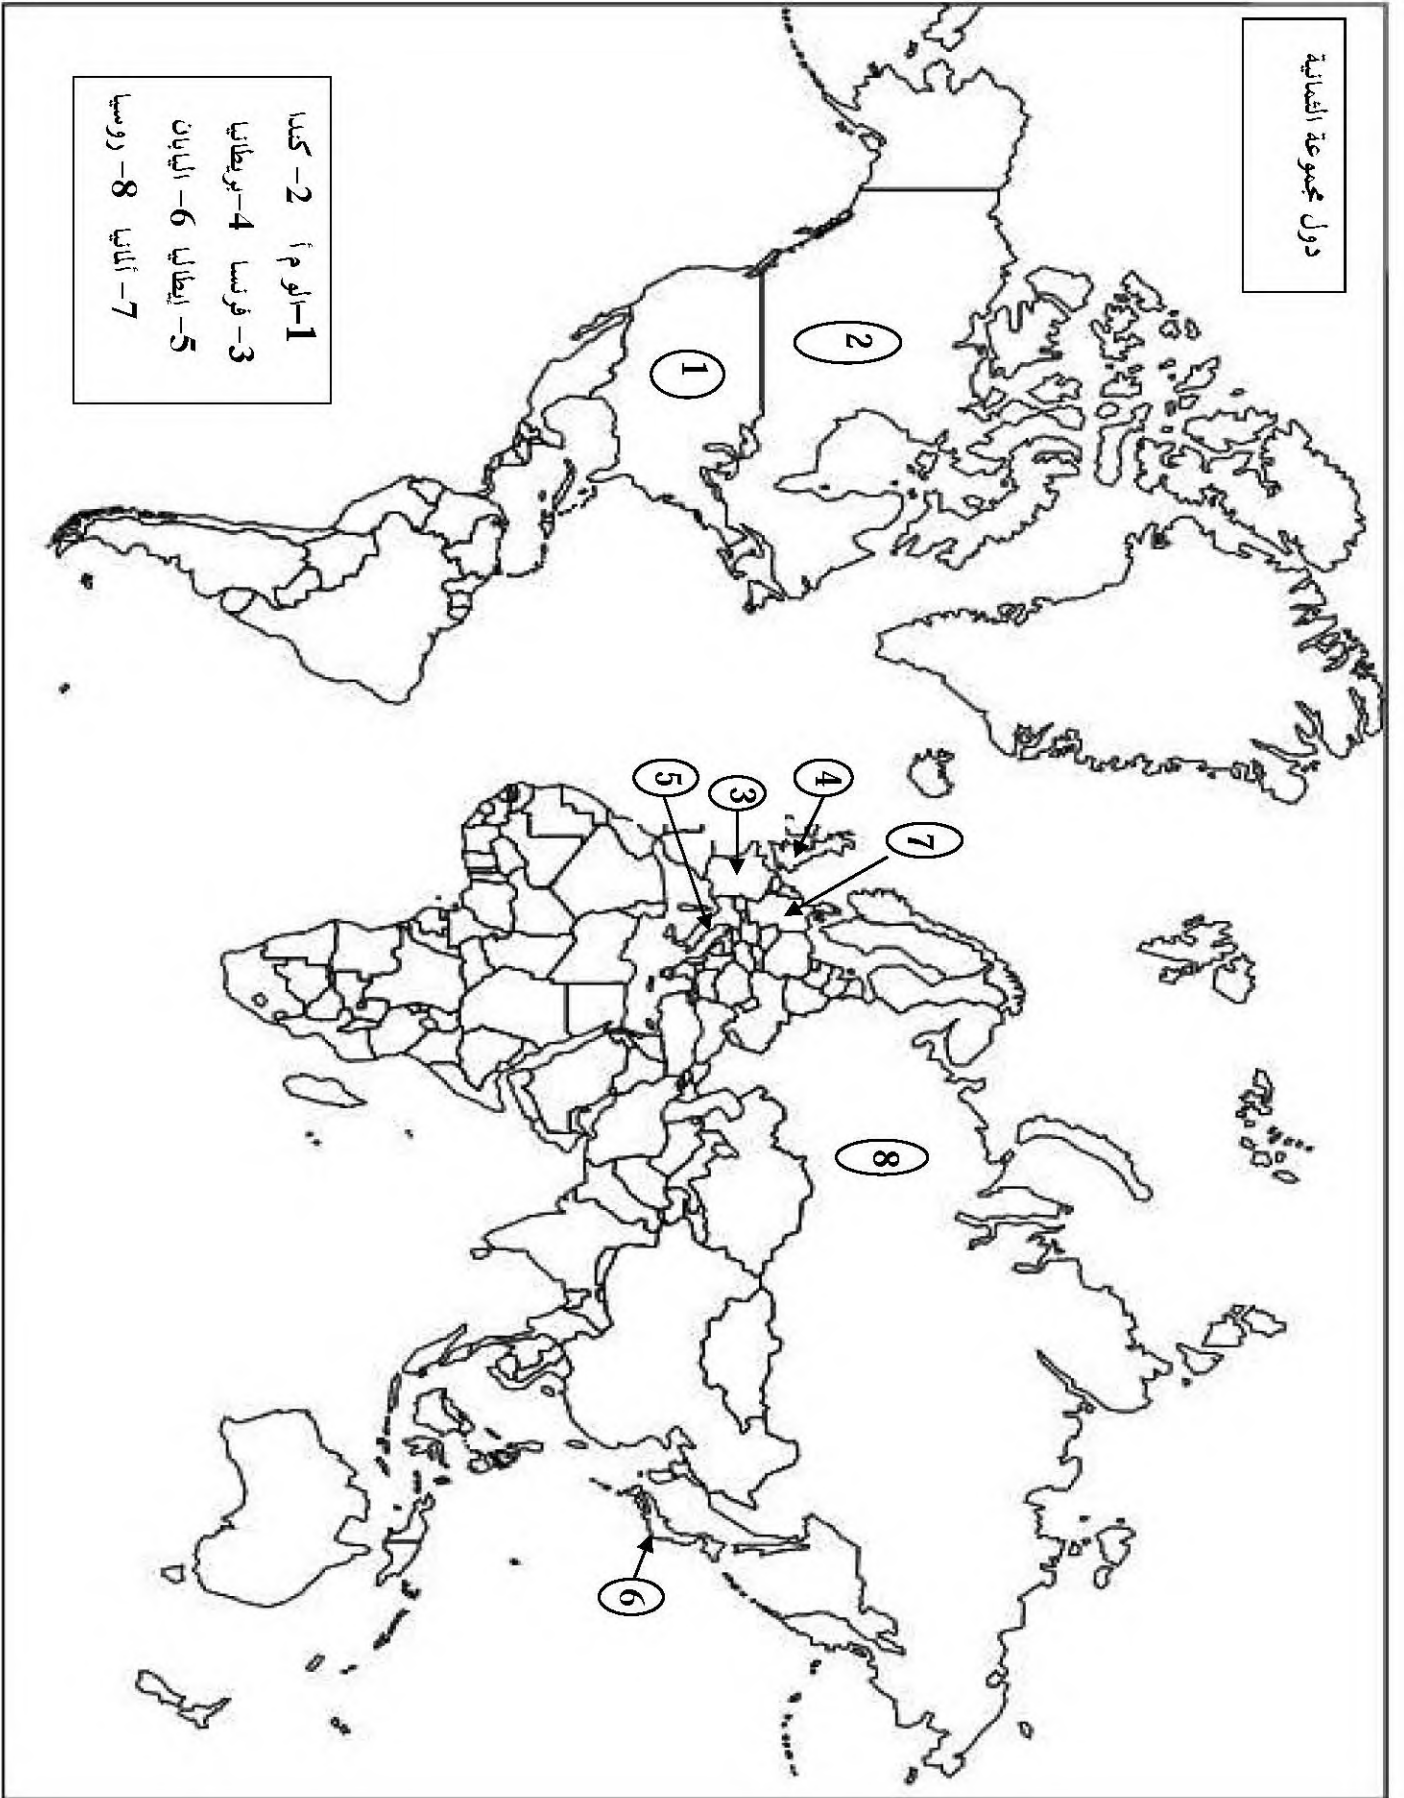 دول مجموعة الثمانية
2
1
4
3
5
7
8
6
1-الو م أ 2- كندا
3- فرنسا 4-بريطانيا
5- ايطاليا 6- اليابان
7- ألمانيا 8- روسيا